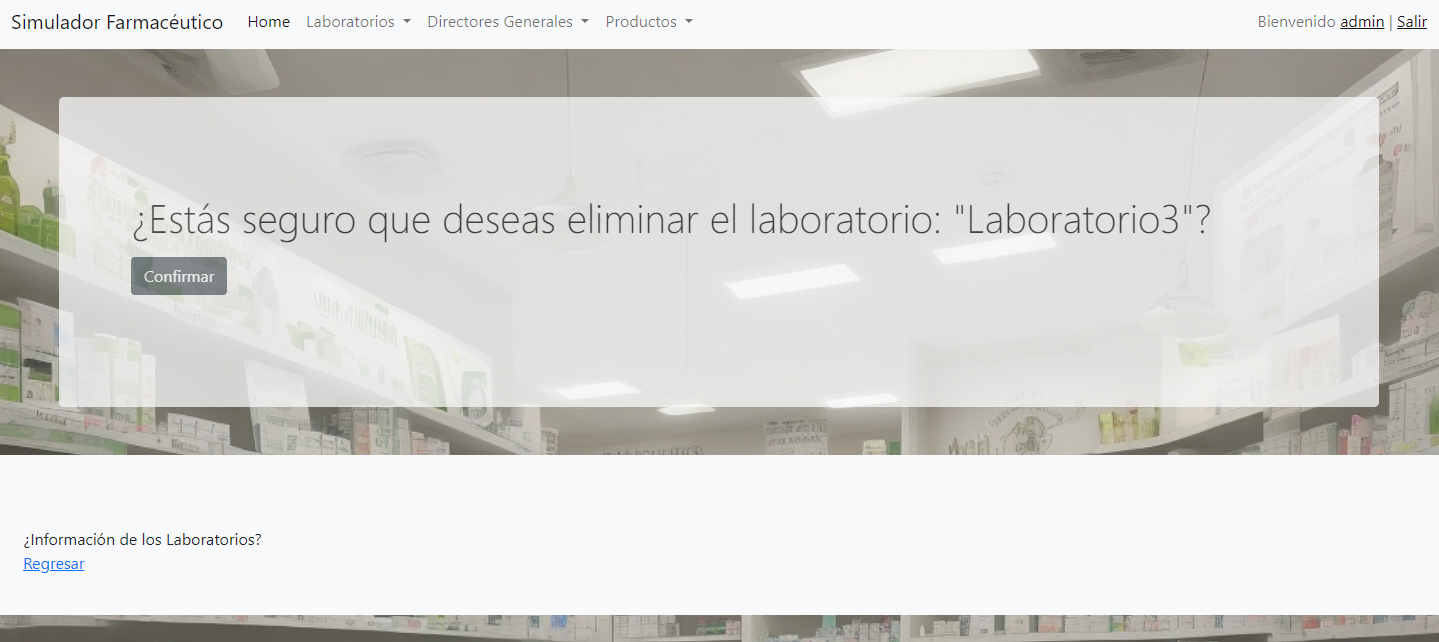 Simulador Farmacéutico Home Laboratorios Directores Generales Productos Bienvenido admin | Salir
¿Estás seguro que deseas eliminar el laboratorio: "Laboratorio3"?
Confirmar
¿Información de los Laboratorios?
Regresar